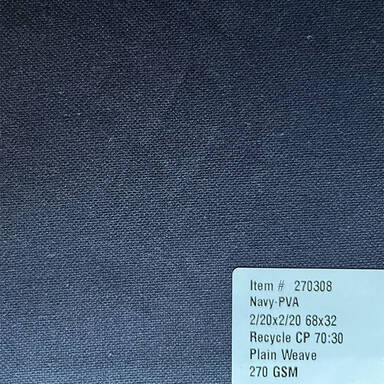 Item # 270308
Navy-PVA
2/20x2/20 68x32
Recycle CP 70:30
Plain Weave
270 GSM